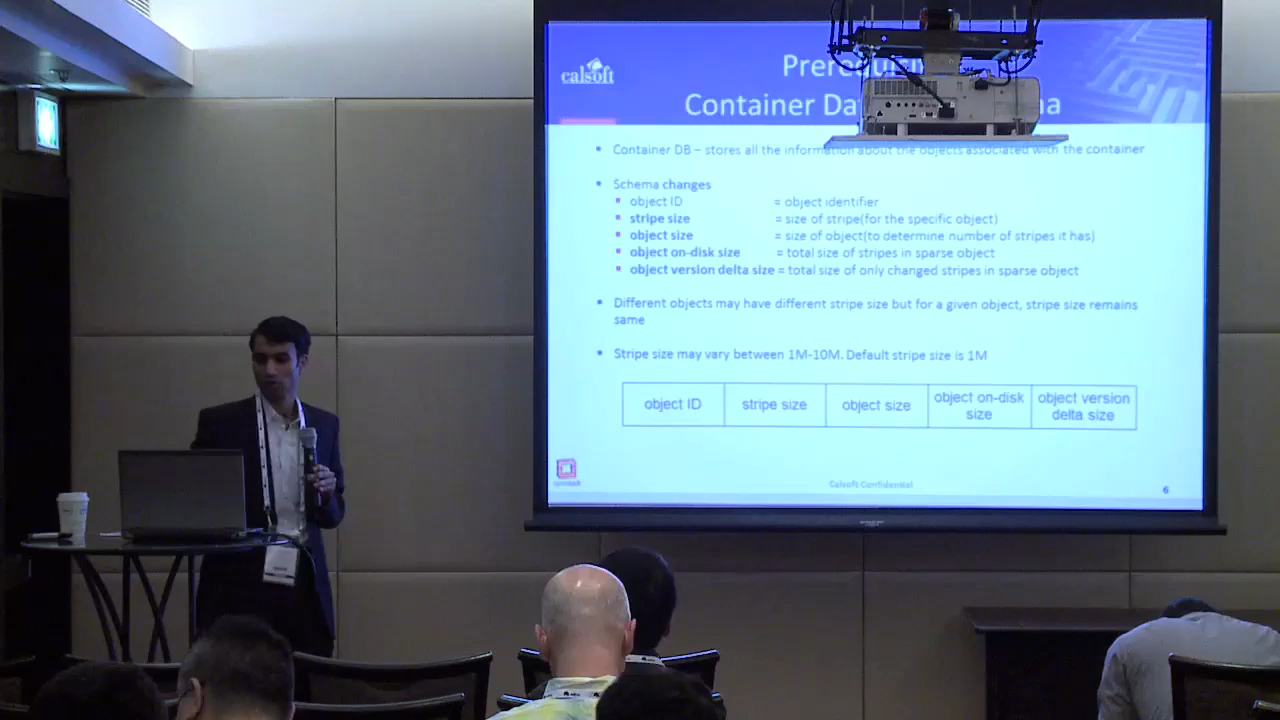 calsoft
Container
Container DB – stores all the information about the objects associated with the container
Schema changes
object ID = object identifier
stripe size = size of stripe(for the specific object)
object size = size of object(to determine number of stripes it has)
object on-disk size = total size of stripes in sparse object
object version delta size = total size of only changed stripes in sparse object
Different objects may have different stripe size but for a given object, stripe size remains
same
Stripe size may vary between 1M-10M. Default stripe size is 1M
object ID stripe size object size object on-disk size object version delta size
Calsoft Confidential
6